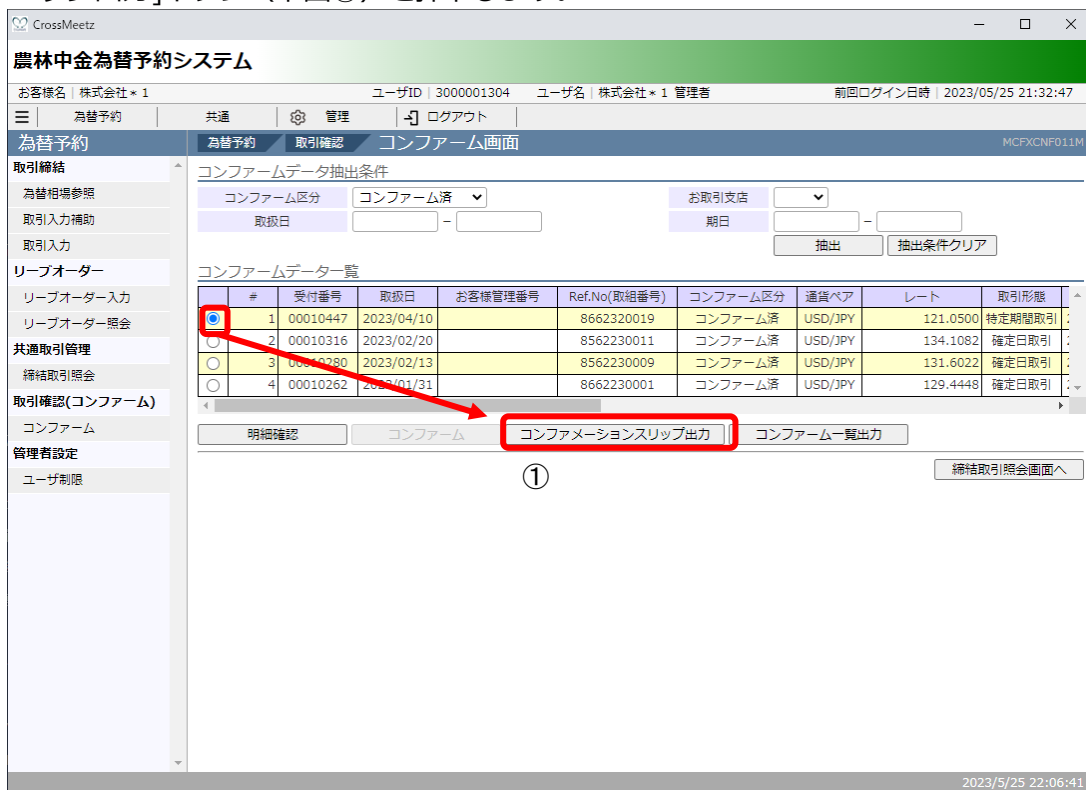 CrossMeetz
農林中金為替予約システム
お客様名 | 株式会社*1 ユーザID | 3000001304 ユーザ名 | 株式会社*1 管理者 前回ログイン日時 | 2023/05/25 21:32:47
為替予約 共通 管理 ログアウト
為替予約 為替予約 取引確認 コンファーム画面 MCFXCNF011M
取引締結
為替相場参照
取引入力補助
取引入力
リーブオーダー
リーブオーダー入力
リーブオーダー照会
共通取引管理
締結取引照会
取引確認(コンファーム)
コンファーム
管理者設定
ユーザ制限
コンファームデータ抽出条件
コンファーム区分 コンファーム済 お取引支店
取扱日 – 期日 –
抽出 抽出条件クリア
コンファームデータ一覧
# 受付番号 取扱日 お客様管理番号 Ref.No(取組番号) コンファーム区分 通貨ペア レート 取引形態
1 00010447 2023/04/10 8662320019 コンファーム済 USD/JPY 121.0500 特定期間取引
2 00010316 2023/02/20 8562230011 コンファーム済 USD/JPY 134.1082 確定日取引
3 00010280 2023/02/13 8562230009 コンファーム済 USD/JPY 131.6022 確定日取引
4 00010262 2023/01/31 8662230001 コンファーム済 USD/JPY 129.4448 確定日取引
明細確認 コンファーム コンファメーションスリップ出力 コンファーム一覧出力
①
締結取引照会画面へ
2023/5/25 22:06:41